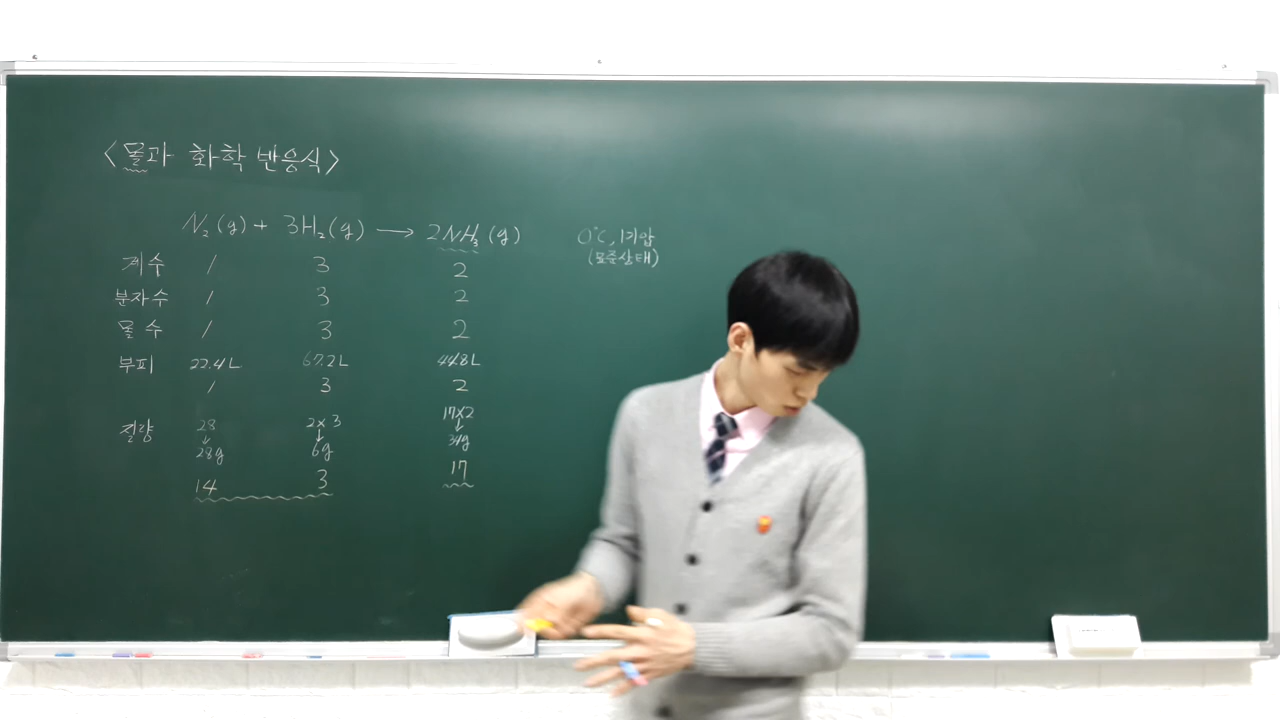 <몰과 화학 반응식>
N₂(g) + 3H₂(g) → 2NH₃(g)
0℃, 1기압
(표준상태)
계수 1 3 2
분자수 1 3 2
몰수 1 3 2
부피 22.4L 67.2L 44.8L
1 3 2
질량 28 2×3 17×2
↓ ↓ ↓
28g 6g 34g
14 3 17